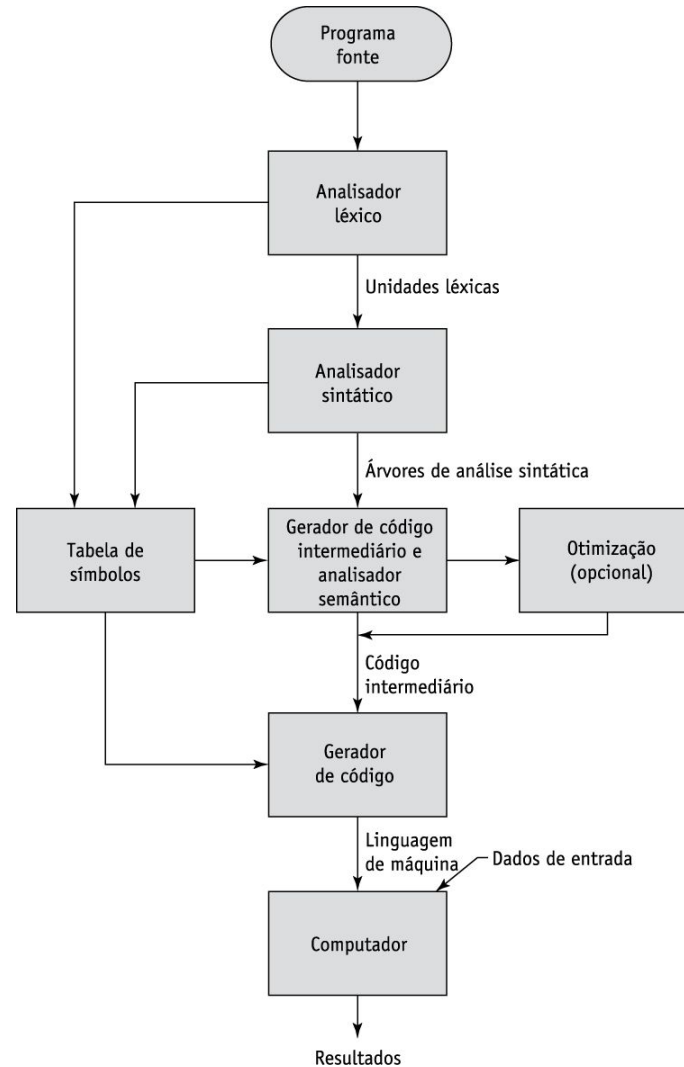 Programa
fonte
Analisador
léxico
Unidades léxicas
Analisador
sintático
Árvores de análise sintática
Tabela de
símbolos
Gerador de código
intermediário e
analisador
semântico
Otimização
(opcional)
Código
intermediário
Gerador
de código
Linguagem
de máquina
Dados de entrada
Computador
Resultados